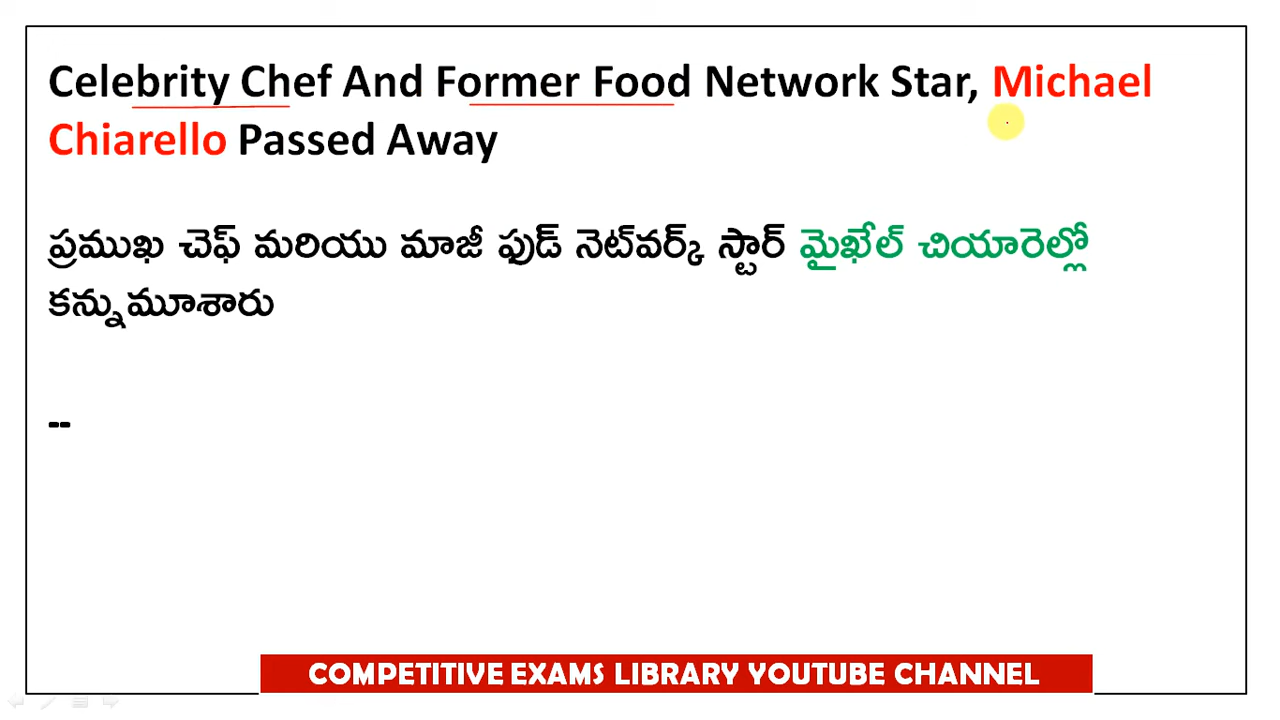 Celebrity Chef And Former Food Network Star, Michael
Chiarello Passed Away
ప్రముఖ చెఫ్ మరియు మాజీ ఫుడ్ నెట్‌వర్క్ స్టార్ మైఖేల్ చియారెల్లో
కన్నుమూశారు
--
COMPETITIVE EXAMS LIBRARY YOUTUBE CHANNEL